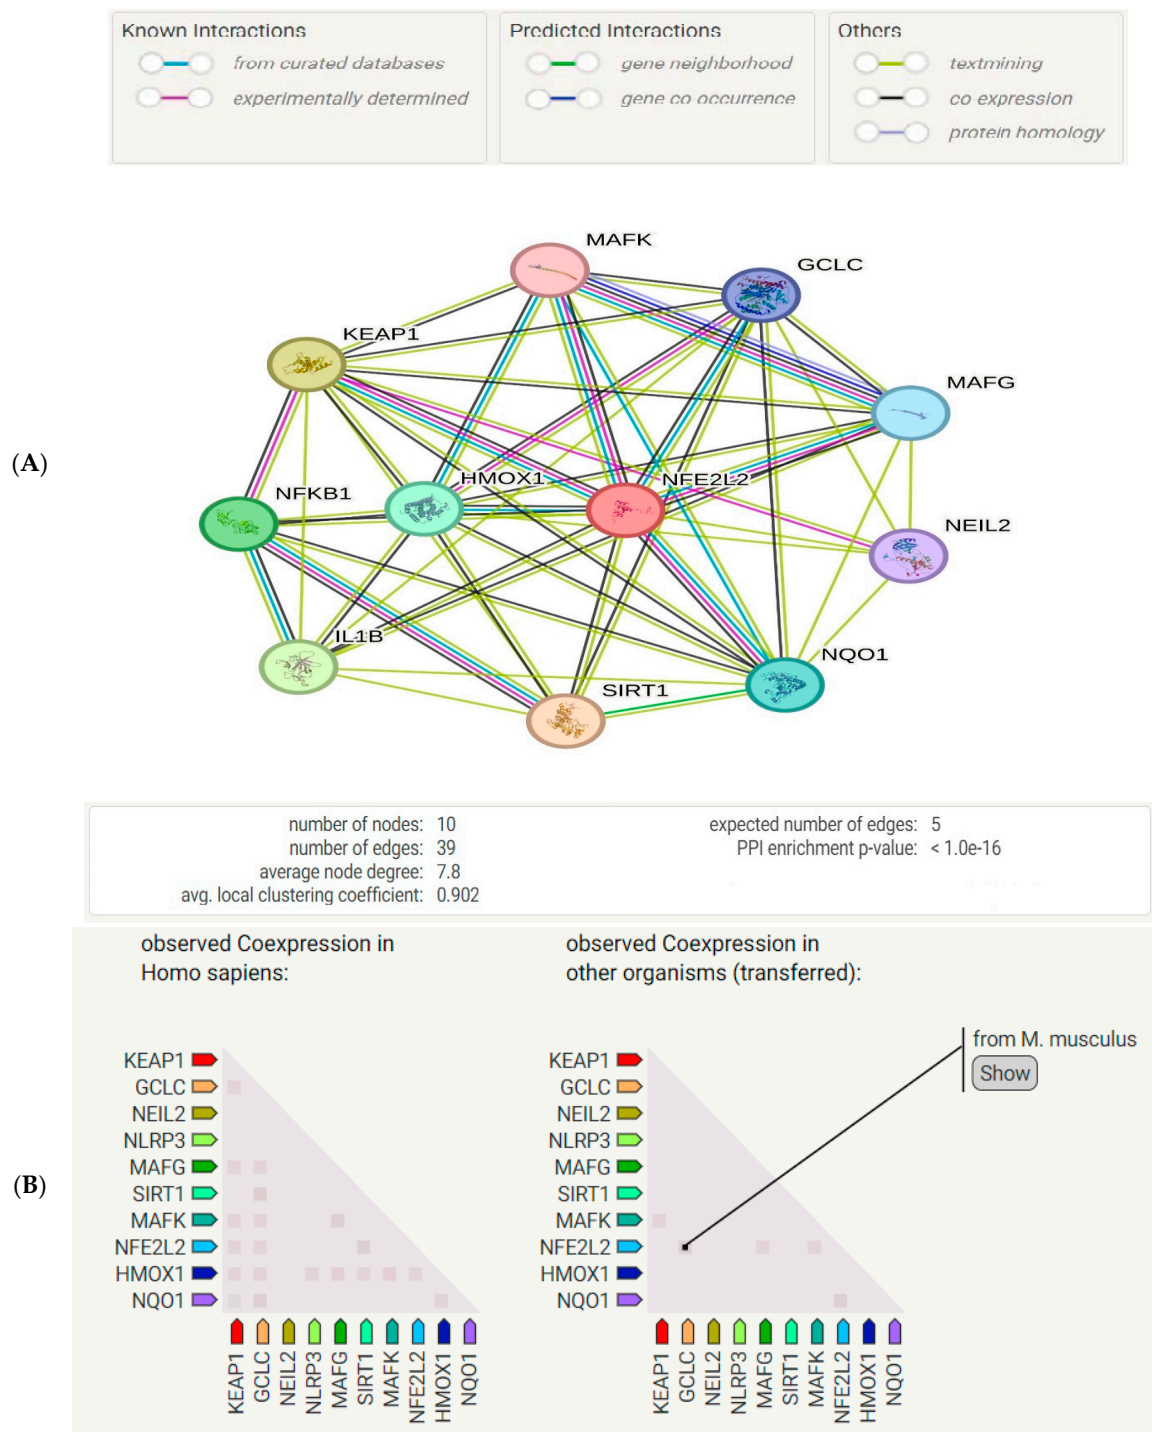 Known Interactions
from curated databases
experimentally determined
Predicted Interactions
gene neighborhood
gene co occurrence
Others
textmining
co expression
protein homology
(A)
MAFK
GCLC
KEAP1
MAFG
HMOX1
NFE2L2
NFKB1
NEIL2
IL1B
NQO1
SIRT1
number of nodes: 10
number of edges: 39
average node degree: 7.8
avg. local clustering coefficient: 0.902
expected number of edges: 5
PPI enrichment p-value: < 1.0e-16
(B)
observed Coexpression in
Homo sapiens:
KEAP1
GCLC
NEIL2
NLRP3
MAFG
SIRT1
MAFK
NFE2L2
HMOX1
NQO1
KEAP1
GCLC
NEIL2
NLRP3
MAFG
SIRT1
MAFK
NFE2L2
HMOX1
NQO1
observed Coexpression in
other organisms (transferred):
from M. musculus
Show
KEAP1
GCLC
NEIL2
NLRP3
MAFG
SIRT1
MAFK
NFE2L2
HMOX1
NQO1
KEAP1
GCLC
NEIL2
NLRP3
MAFG
SIRT1
MAFK
NFE2L2
HMOX1
NQO1